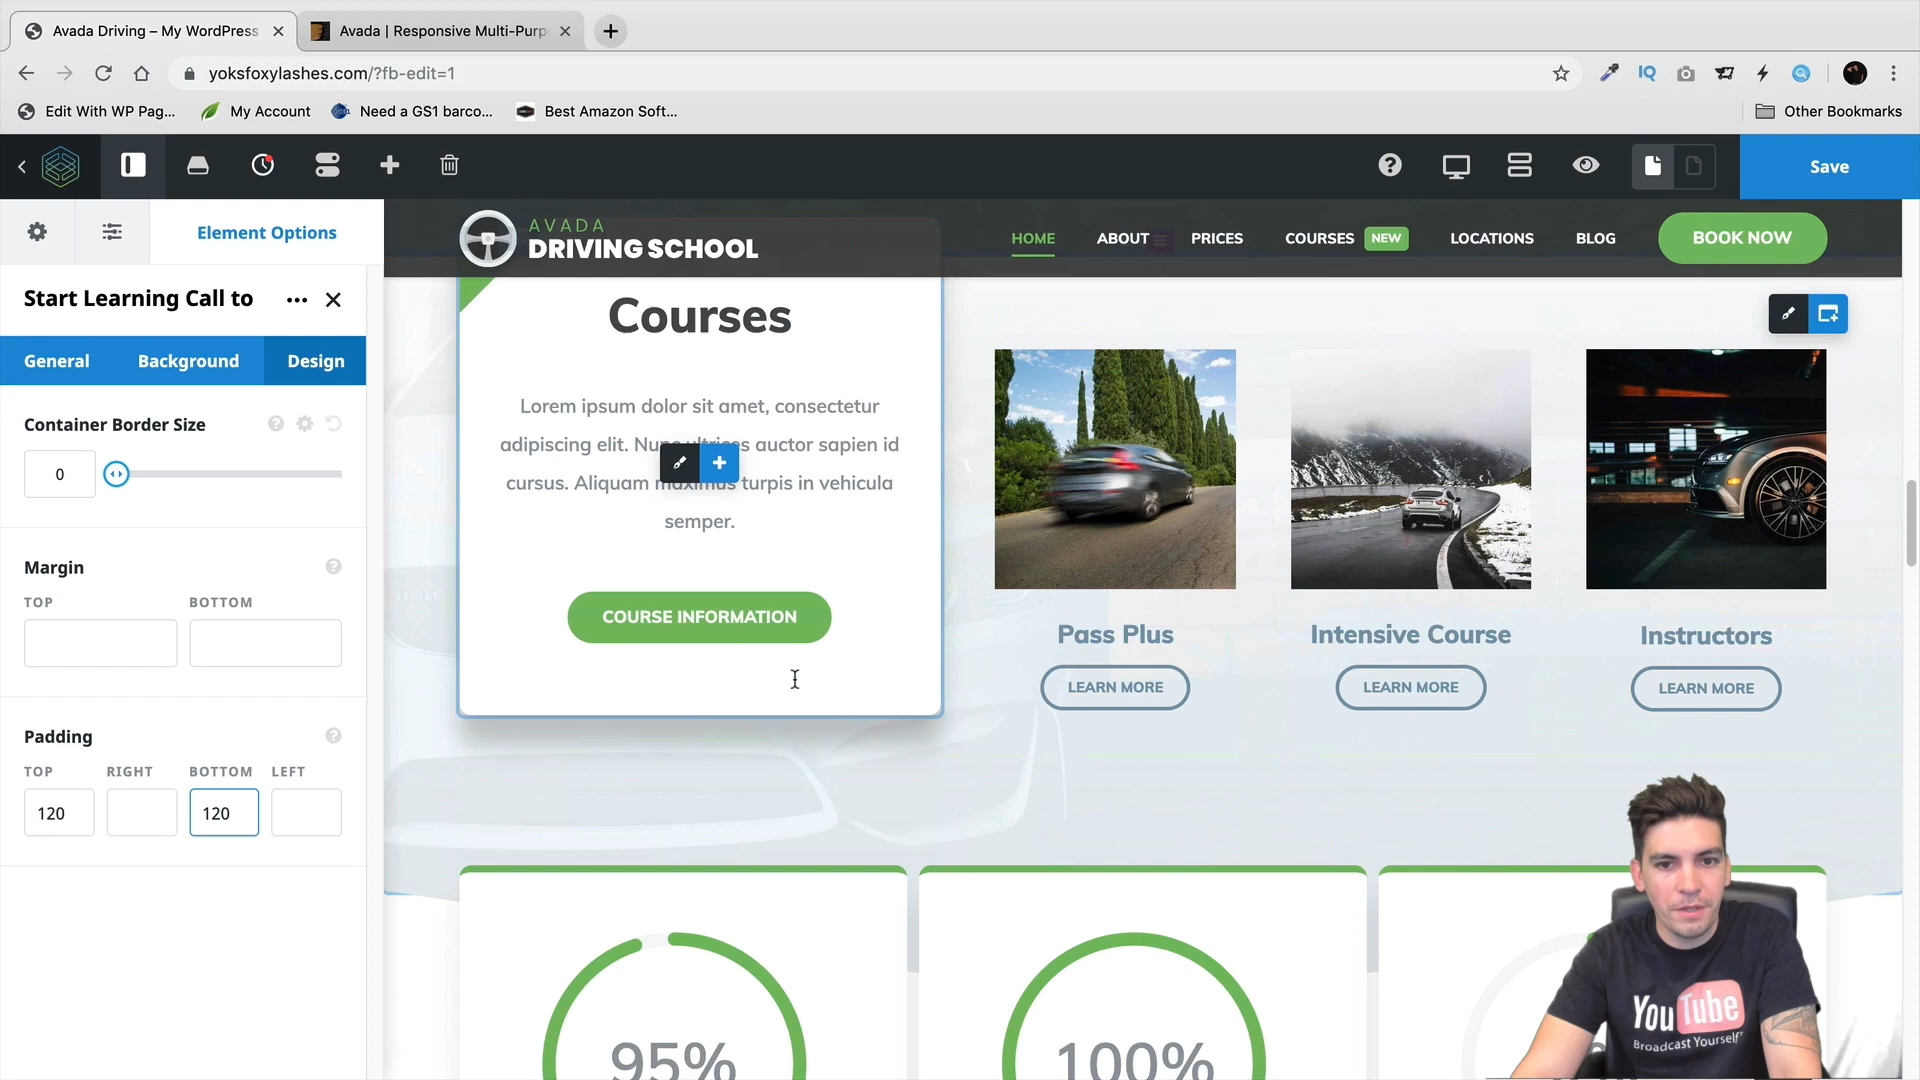 Avada Driving – My WordPress
Avada | Responsive Multi-Purp
yoksfoxylashes.com/?fb-edit=1
IQ
Edit With WP Pag...
My Account
Need a GS1 barco...
Best Amazon Soft...
Other Bookmarks
Save
Element Options
Start Learning Call to
General
Background
Design
Container Border Size
0
Margin
TOP
BOTTOM
Padding
TOP
RIGHT
BOTTOM
LEFT
120
120
AVADA
DRIVING SCHOOL
HOME
ABOUT
PRICES
COURSES
NEW
LOCATIONS
BLOG
BOOK NOW
Courses
Lorem ipsum dolor sit amet, consectetur
adipiscing elit. Nunc ultrices auctor sapien id
cursus. Aliquam maximus turpis in vehicula
semper.
COURSE INFORMATION
Pass Plus
LEARN MORE
Intensive Course
LEARN MORE
Instructors
LEARN MORE
95%
100%
YouTube
Broadcast Yourself